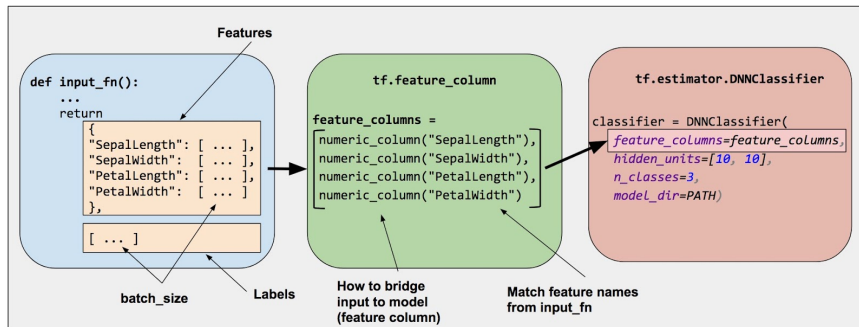 Features
def input_fn():
...
return
{
"SepalLength": [ ... ],
"SepalWidth": [ ... ],
"PetalLength": [ ... ],
"PetalWidth": [ ... ]
},
[ ... ]
batch_size
Labels
tf.feature_column
feature_columns =
numeric_column("SepalLength"),
numeric_column("SepalWidth"),
numeric_column("PetalLength"),
numeric_column("PetalWidth")
How to bridge
input to model
(feature column)
Match feature names
from input_fn
tf.estimator.DNNClassifier
classifier = DNNClassifier(
feature_columns=feature_columns,
hidden_units=[10, 10],
n_classes=3,
model_dir=PATH)